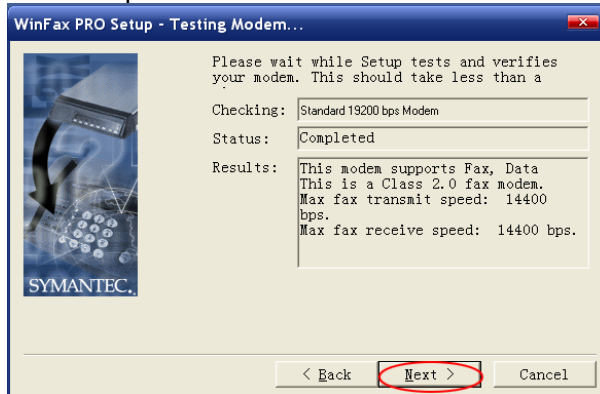 WinFax PRO Setup - Testing Modem...
Please wait while Setup tests and verifies
your modem. This should take less than a
Checking: Standard 19200 bps Modem
Status: Completed
Results: This modem supports Fax, Data
This is a Class 2.0 fax modem.
Max fax transmit speed: 14400
bps.
Max fax receive speed: 14400 bps.
SYMANTEC.
< Back Next > Cancel